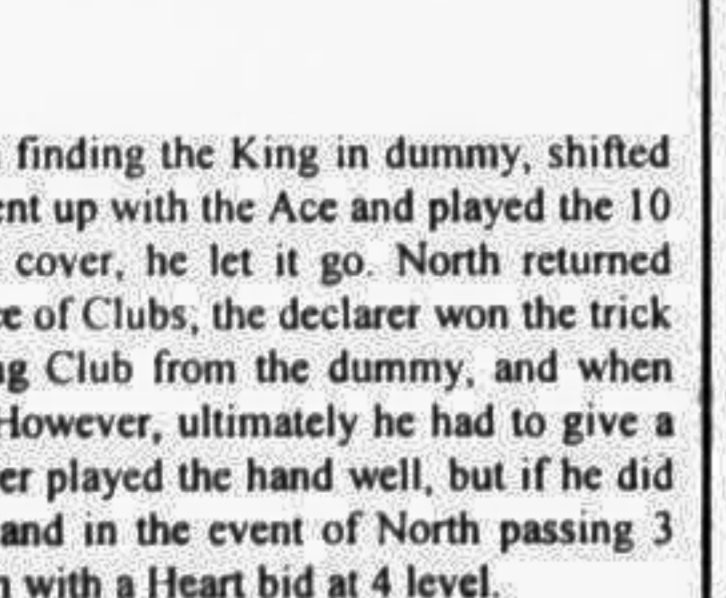 finding the King in dummy, shifted
ent up with the Ace and played the 10
cover, he let it go. North returned
e of Clubs, the declarer won the trick
ng Club from the dummy, and when
However, ultimately he had to give a
er played the hand well, but if he did
and in the event of North passing 3
with a Heart bid at 4 level.